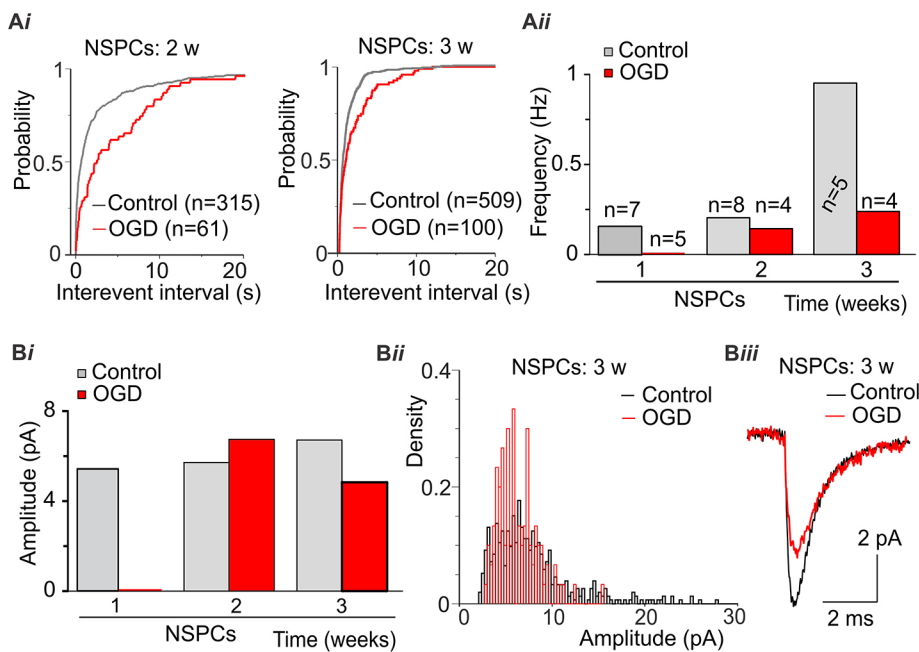 Ai
NSPCs: 2 w
Probability
1
0.5
0
Control (n=315)
OGD (n=61)
0
10
20
Interevent interval (s)
NSPCs: 3 w
Probability
1
0.5
0
Control (n=509)
OGD (n=100)
0
10
20
Interevent interval (s)
Aii
Control
OGD
Frequency (Hz)
1
0.5
0
n=7
n=5
n=8
n=4
n=5
n=4
1
2
3
NSPCs
Time (weeks)
Bi
Control
OGD
Amplitude (pA)
8
4
0
1
2
3
NSPCs
Time (weeks)
Bii
NSPCs: 3 w
Control
OGD
Density
0.4
0.2
0
0
10
20
30
Amplitude (pA)
Biii
NSPCs: 3 w
Control
OGD
2 pA
2 ms